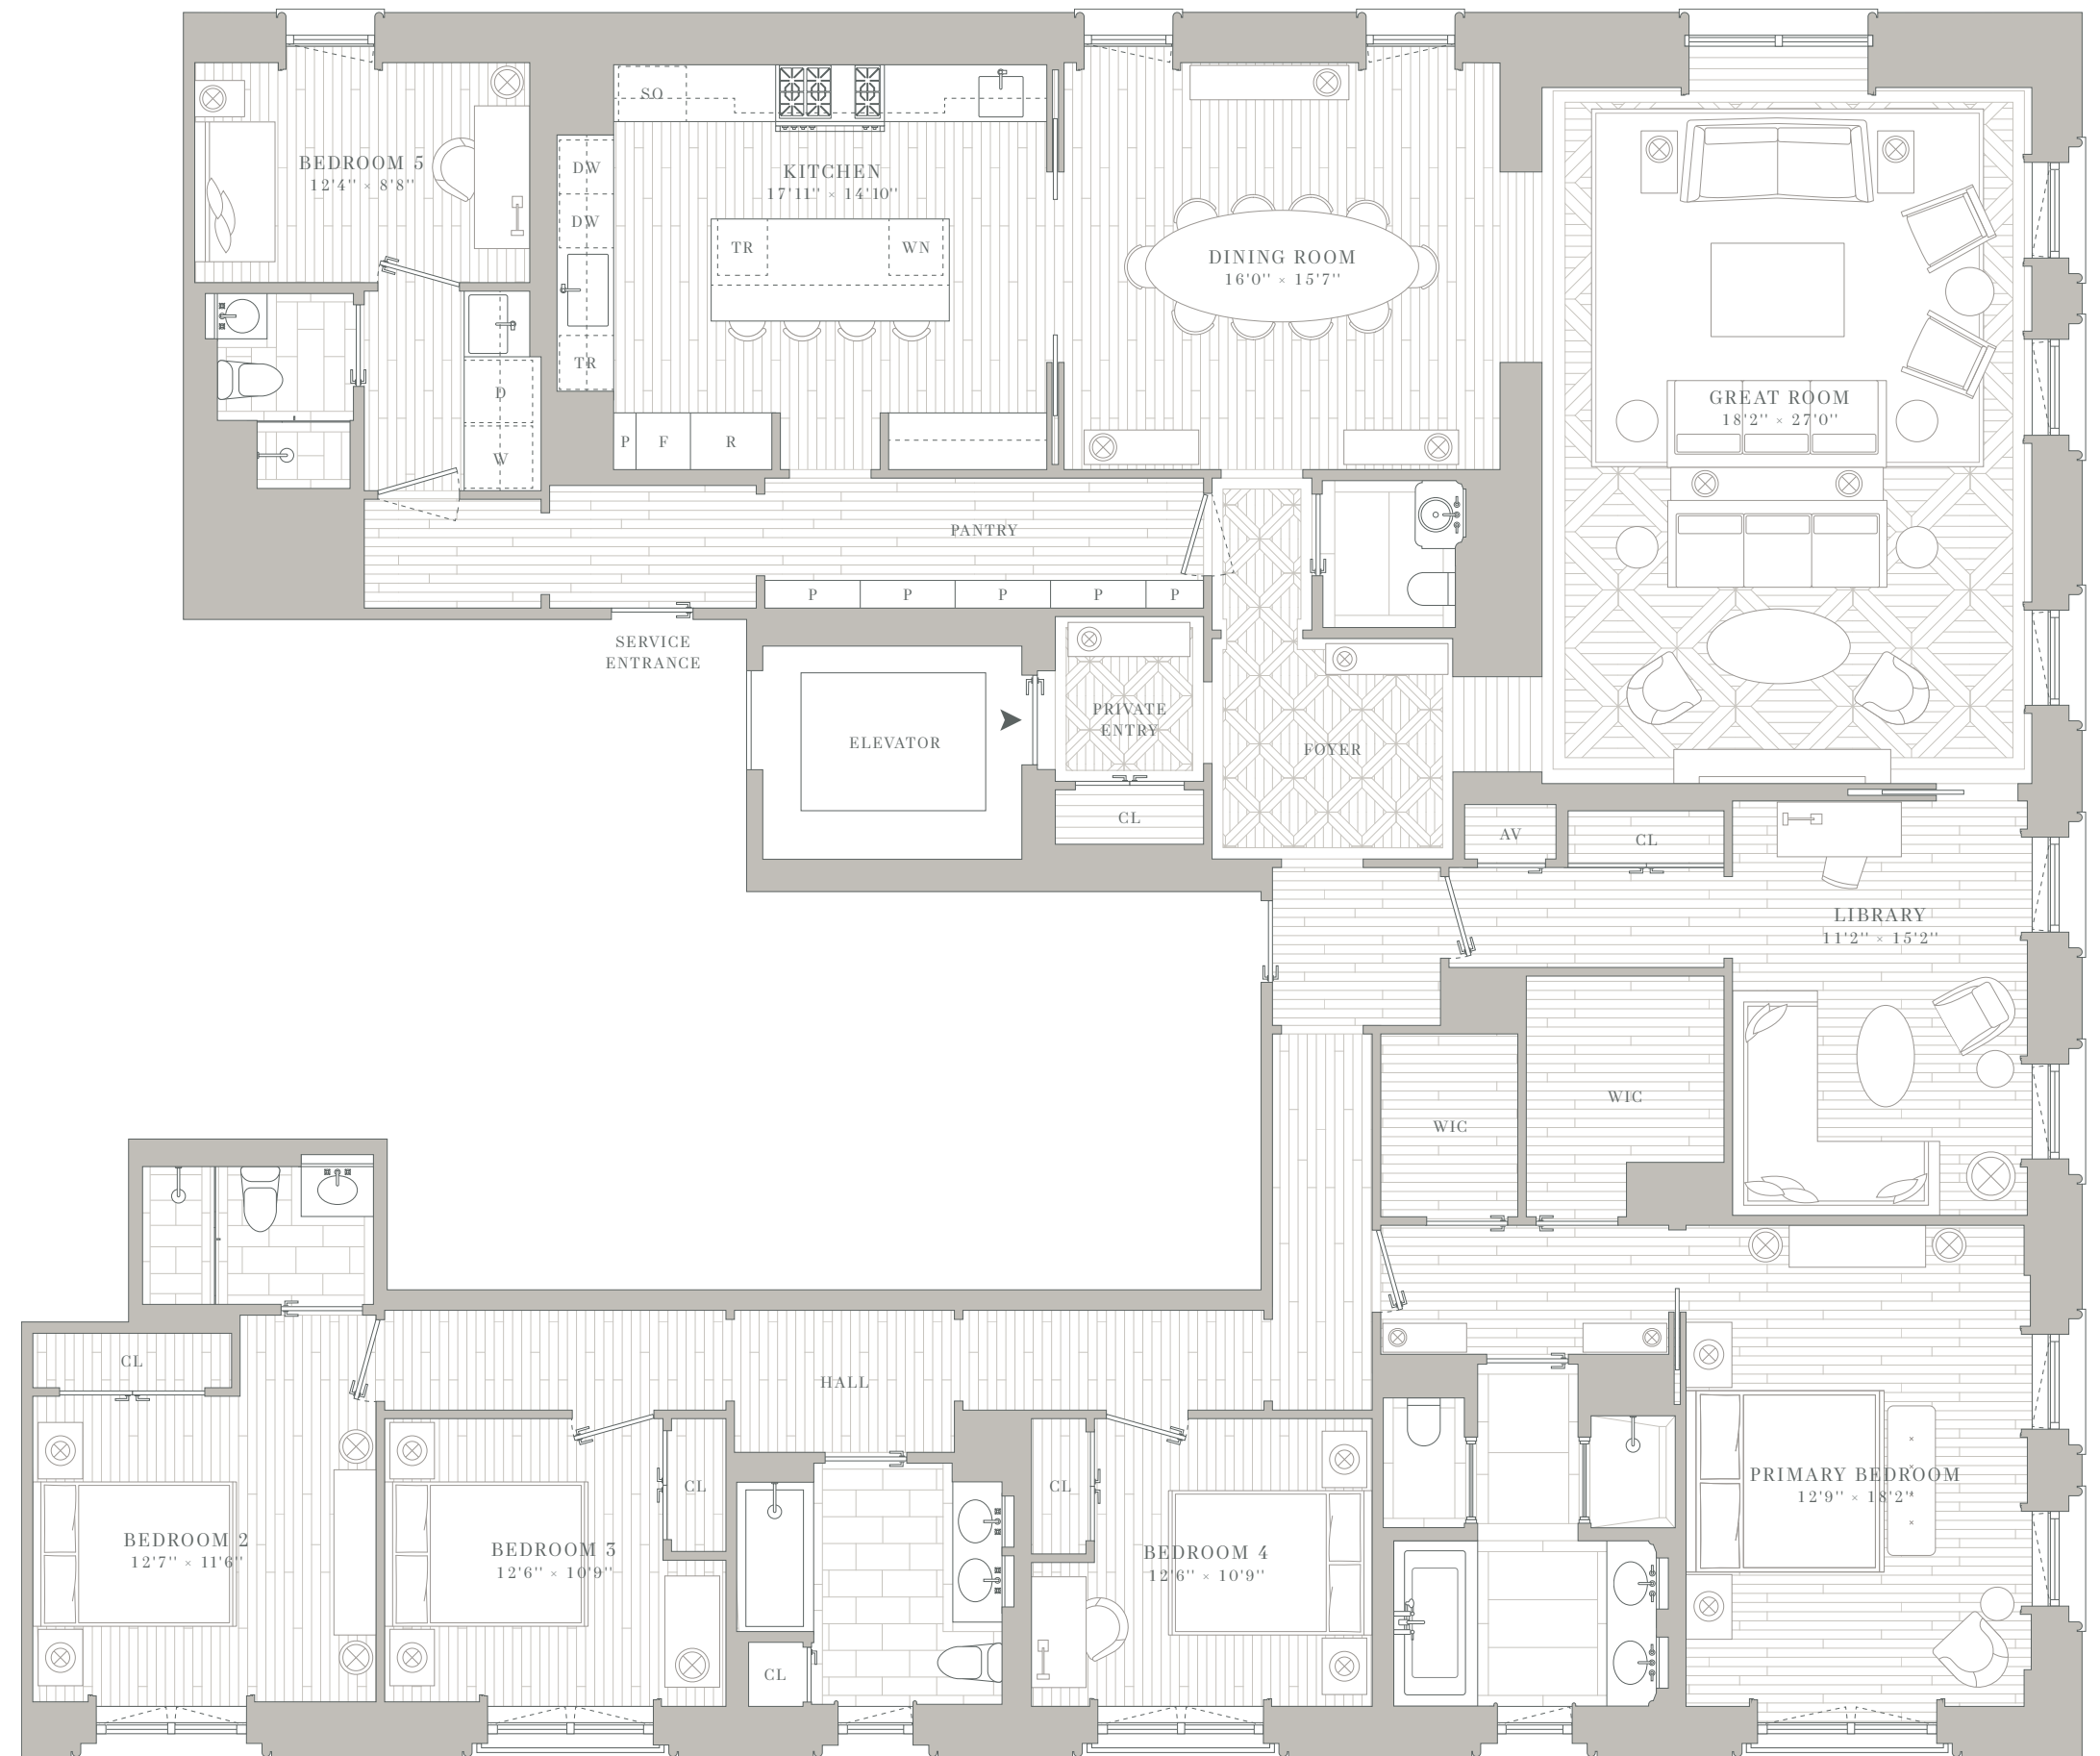 SO
BEDROOM 5
12'4'' × 8'8''
DW
DW
TR
KITCHEN
17'11'' × 14'10''
TR
WN
DINING ROOM
16'0'' × 15'7''
GREAT ROOM
18'2'' × 27'0''
D
W
P
F
R
PANTRY
P
P
P
P
P
SERVICE
ENTRANCE
ELEVATOR
PRIVATE
ENTRY
FOYER
CL
AV
CL
LIBRARY
11'2'' × 15'2''
WIC
WIC
CL
HALL
BEDROOM 2
12'7'' × 11'6''
BEDROOM 3
12'6'' × 10'9''
CL
CL
CL
BEDROOM 4
12'6'' × 10'9''
PRIMARY BEDROOM
12'9'' × 18'2''